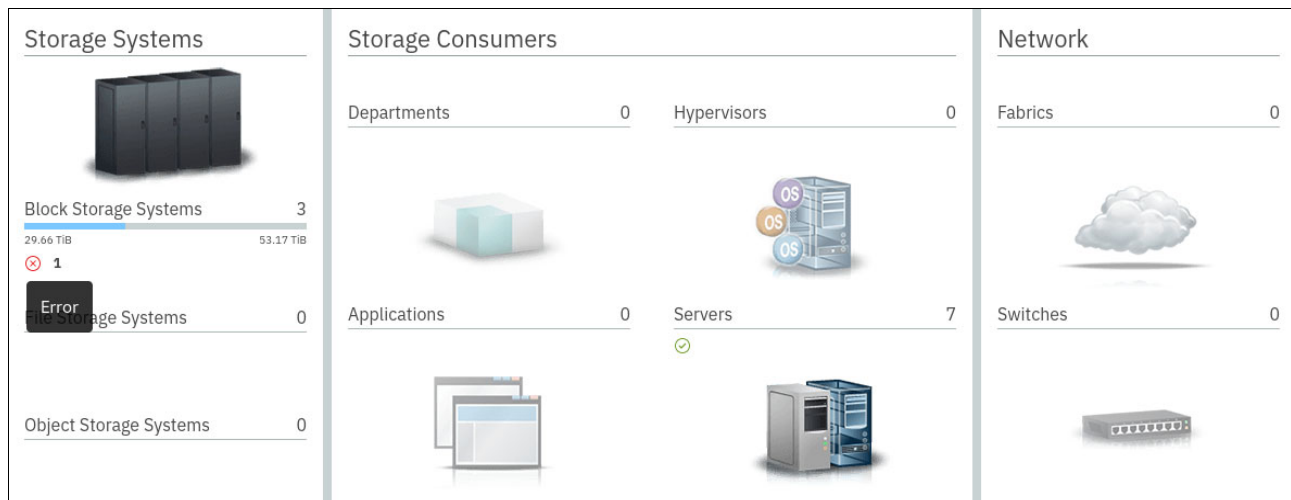 Storage Systems
Block Storage Systems 3
29.66 TiB 53.17 TiB
1
Error
File Storage Systems 0
Object Storage Systems 0
Storage Consumers
Departments 0
Hypervisors 0
OS
OS
OS
Applications 0
Servers 7
Network
Fabrics 0
Switches 0